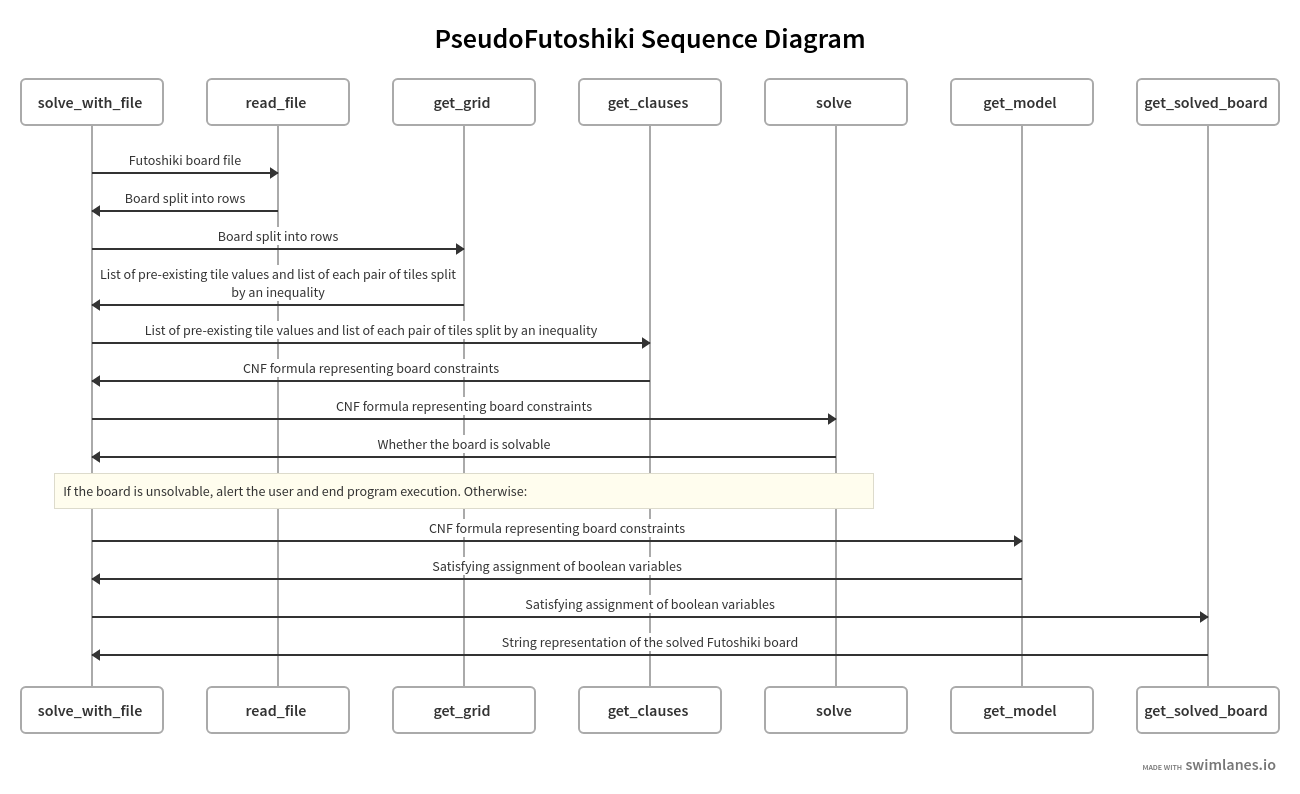 PseudoFutoshiki Sequence Diagram
solve_with_file
read_file
get_grid
get_clauses
solve
get_model
get_solved_board
Futoshiki board file
Board split into rows
Board split into rows
List of pre-existing tile values and list of each pair of tiles split
by an inequality
List of pre-existing tile values and list of each pair of tiles split by an inequality
CNF formula representing board constraints
CNF formula representing board constraints
Whether the board is solvable
If the board is unsolvable, alert the user and end program execution. Otherwise:
CNF formula representing board constraints
Satisfying assignment of boolean variables
Satisfying assignment of boolean variables
String representation of the solved Futoshiki board
solve_with_file
read_file
get_grid
get_clauses
solve
get_model
get_solved_board
MADE WITH swimlanes.io